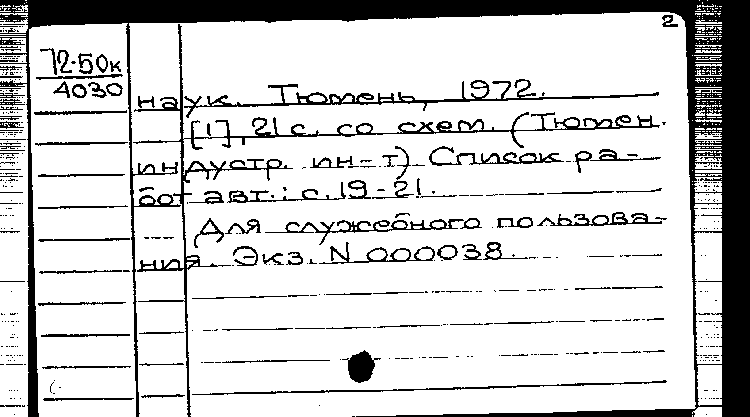 2
72-50к
4030
наук. Тюмень, 1972.
[1], 21 с. со схем. (Тюмен.
индустр. ин-т) Список ра-
бот авт.: с. 19-21.
Для служебного пользова-
ния. Экз. N 000038.